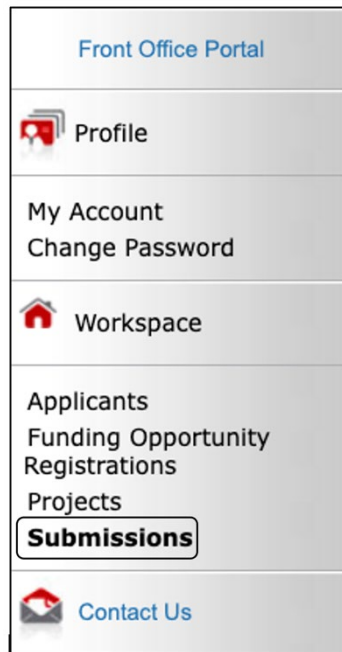 Front Office Portal
Profile
My Account
Change Password
Workspace
Applicants
Funding Opportunity
Registrations
Projects
Submissions
Contact Us